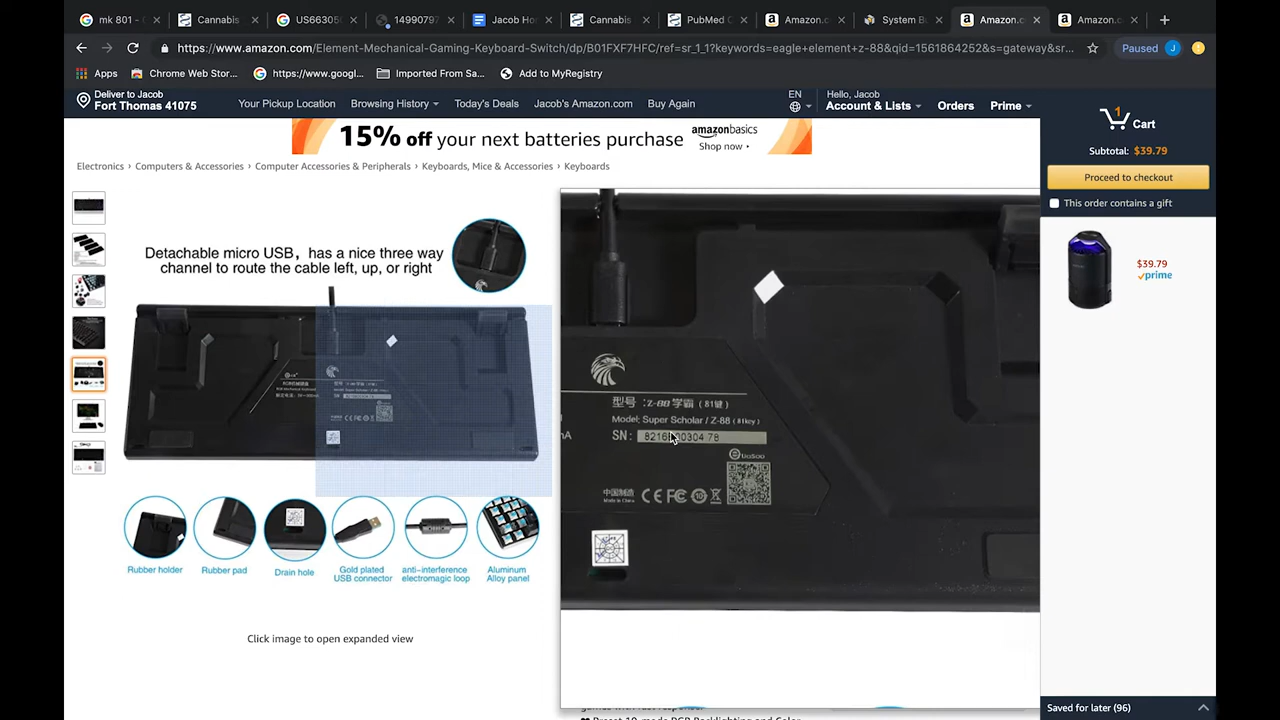 mk 801 -
Cannabis
US66305(
14990797
Jacob Hor
Cannabis
PubMed C
Amazon.c
System Bu
Amazon.c
Amazon.c
https://www.amazon.com/Element-Mechanical-Gaming-Keyboard-Switch/dp/B01FXF7HFC/ref=sr_1_1?keywords=eagle+element+z-88&qid=1561864252&s=gateway&sr...
Paused
J
Apps
Chrome Web Stor...
https://www.googl...
Imported From Sa...
Add to MyRegistry
Deliver to Jacob
Fort Thomas 41075
Your Pickup Location
Browsing History
Today's Deals
Jacob's Amazon.com
Buy Again
EN
Hello, Jacob
Account & Lists
Orders
Prime
1
Cart
15% off your next batteries purchase
amazonbasics
Shop now
Subtotal: $39.79
Proceed to checkout
This order contains a gift
$39.79
prime
Electronics › Computers & Accessories › Computer Accessories & Peripherals › Keyboards, Mice & Accessories › Keyboards
Detachable micro USB, has a nice three way
channel to route the cable left, up, or right
型号:Z-88 学霸 (81键)
Model: Super Scholar / Z-88 (81key)
SN:
mA
中国制造
Made in China
CE FC
Rubber holder
Rubber pad
Drain hole
Gold plated
USB connector
anti-interference
electromagic loop
Aluminum
Alloy panel
Click image to open expanded view
Saved for later (96)